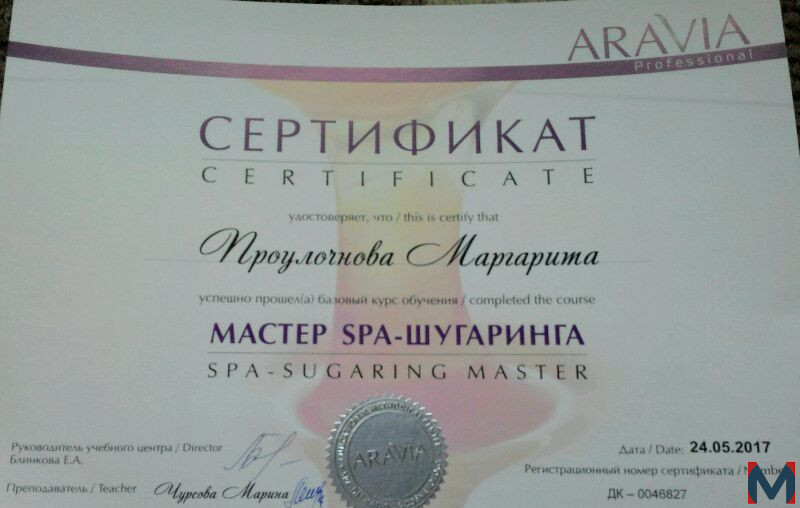 ARAVIA
Professional
СЕРТИФИКАТ
CERTIFICATE
удостоверяет, что / this is certify that
Проулочнова Маргарита
успешно прошел(а) базовый курс обучения / completed the course
МАСТЕР SPA-ШУГАРИНГА
SPA-SUGARING MASTER
ARAVIA
Руководитель учебного центра / Director
Блинкова Е.А.
Преподаватель / Teacher Чурсова Марина
Дата / Date: 24.05.2017
Регистрационный номер сертификата / Number
ДК – 0046827
M